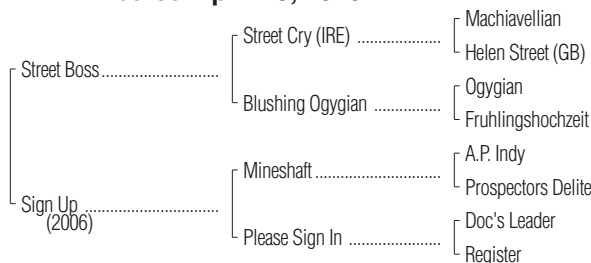 Machiavellian
Street Cry (IRE) ....................
Helen Street (GB)
Street Boss ..................................
Ogygian
Blushing Ogygian ...................
Fruhlingshochzeit
A.P. Indy
Mineshaft ...................................
Prospectors Delite
Sign Up ......................................
(2006)
Doc's Leader
Please Sign In ..........................
Register